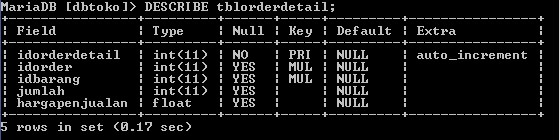 MariaDB [dbtoko]> DESCRIBE tblorderdetail;
+----------------+---------+------+-----+---------+----------------+
| Field          | Type    | Null | Key | Default | Extra          |
+----------------+---------+------+-----+---------+----------------+
| idorderdetail  | int(11) | NO   | PRI | NULL    | auto_increment |
| idorder        | int(11) | YES  | MUL | NULL    |                |
| idbarang       | int(11) | YES  | MUL | NULL    |                |
| jumlah         | int(11) | YES  |     | NULL    |                |
| hargapenjualan | float   | YES  |     | NULL    |                |
+----------------+---------+------+-----+---------+----------------+
5 rows in set (0.17 sec)